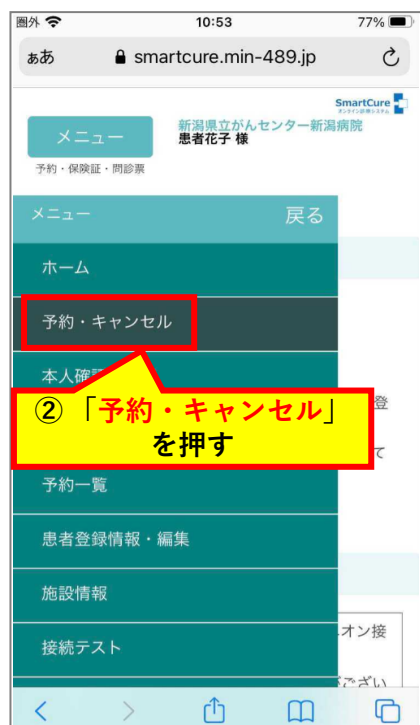 圏外 10:53 77%
ぁあ smartcure.min-489.jp
SmartCure
メニュー
新潟県立がんセンター新潟病院
患者花子 様
予約・保険証・問診票
メニュー 戻る
ホーム
予約・キャンセル
本人確
登
②「予約・キャンセル」
を押す
て
予約一覧
患者登録情報・編集
施設情報
オン接
接続テスト
がござい